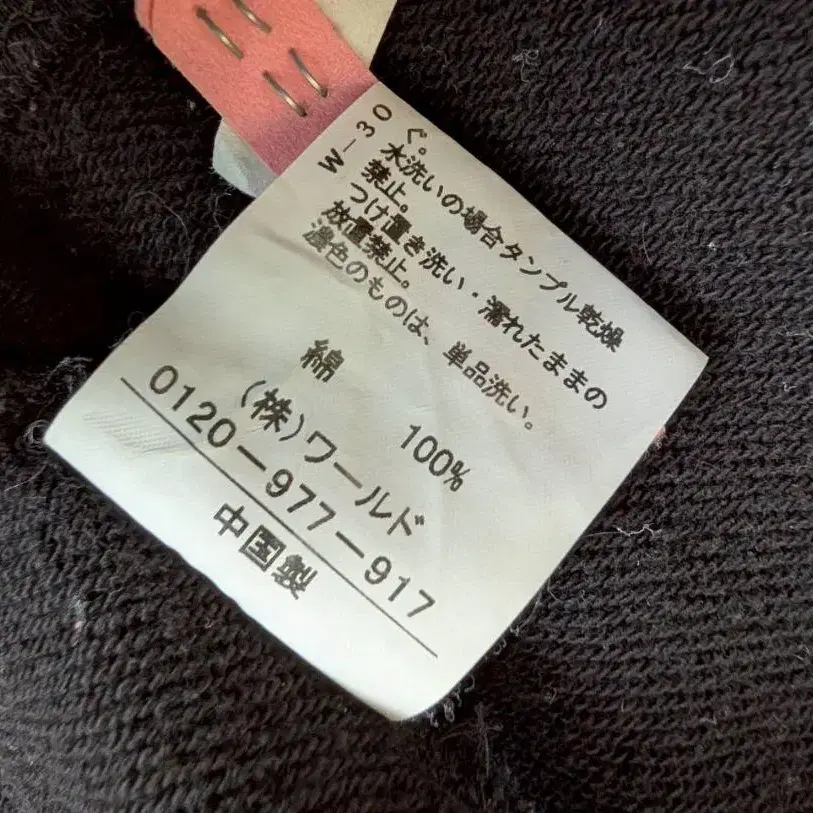 W-30
ぐ。
水洗いの場合タンブル乾燥
禁止。
つけ置き洗い・濡れたままの
放置禁止。
濃色のものは、単品洗い。
綿 100%
(株)ワールド
0120-977-917
中国製